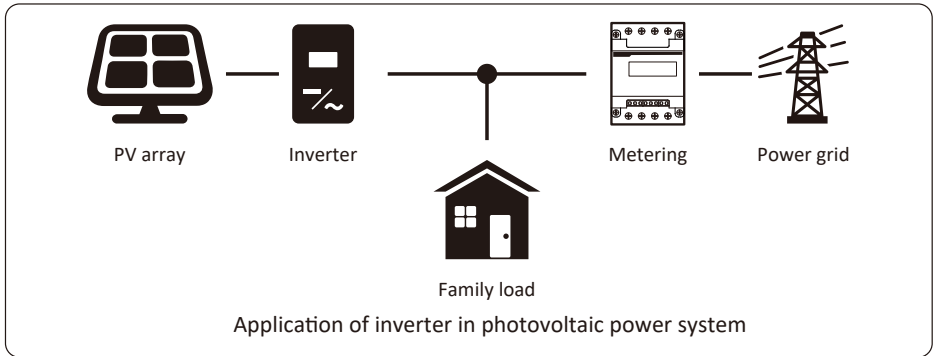 PV array
Inverter
Metering
Power grid
Family load
Application of inverter in photovoltaic power system